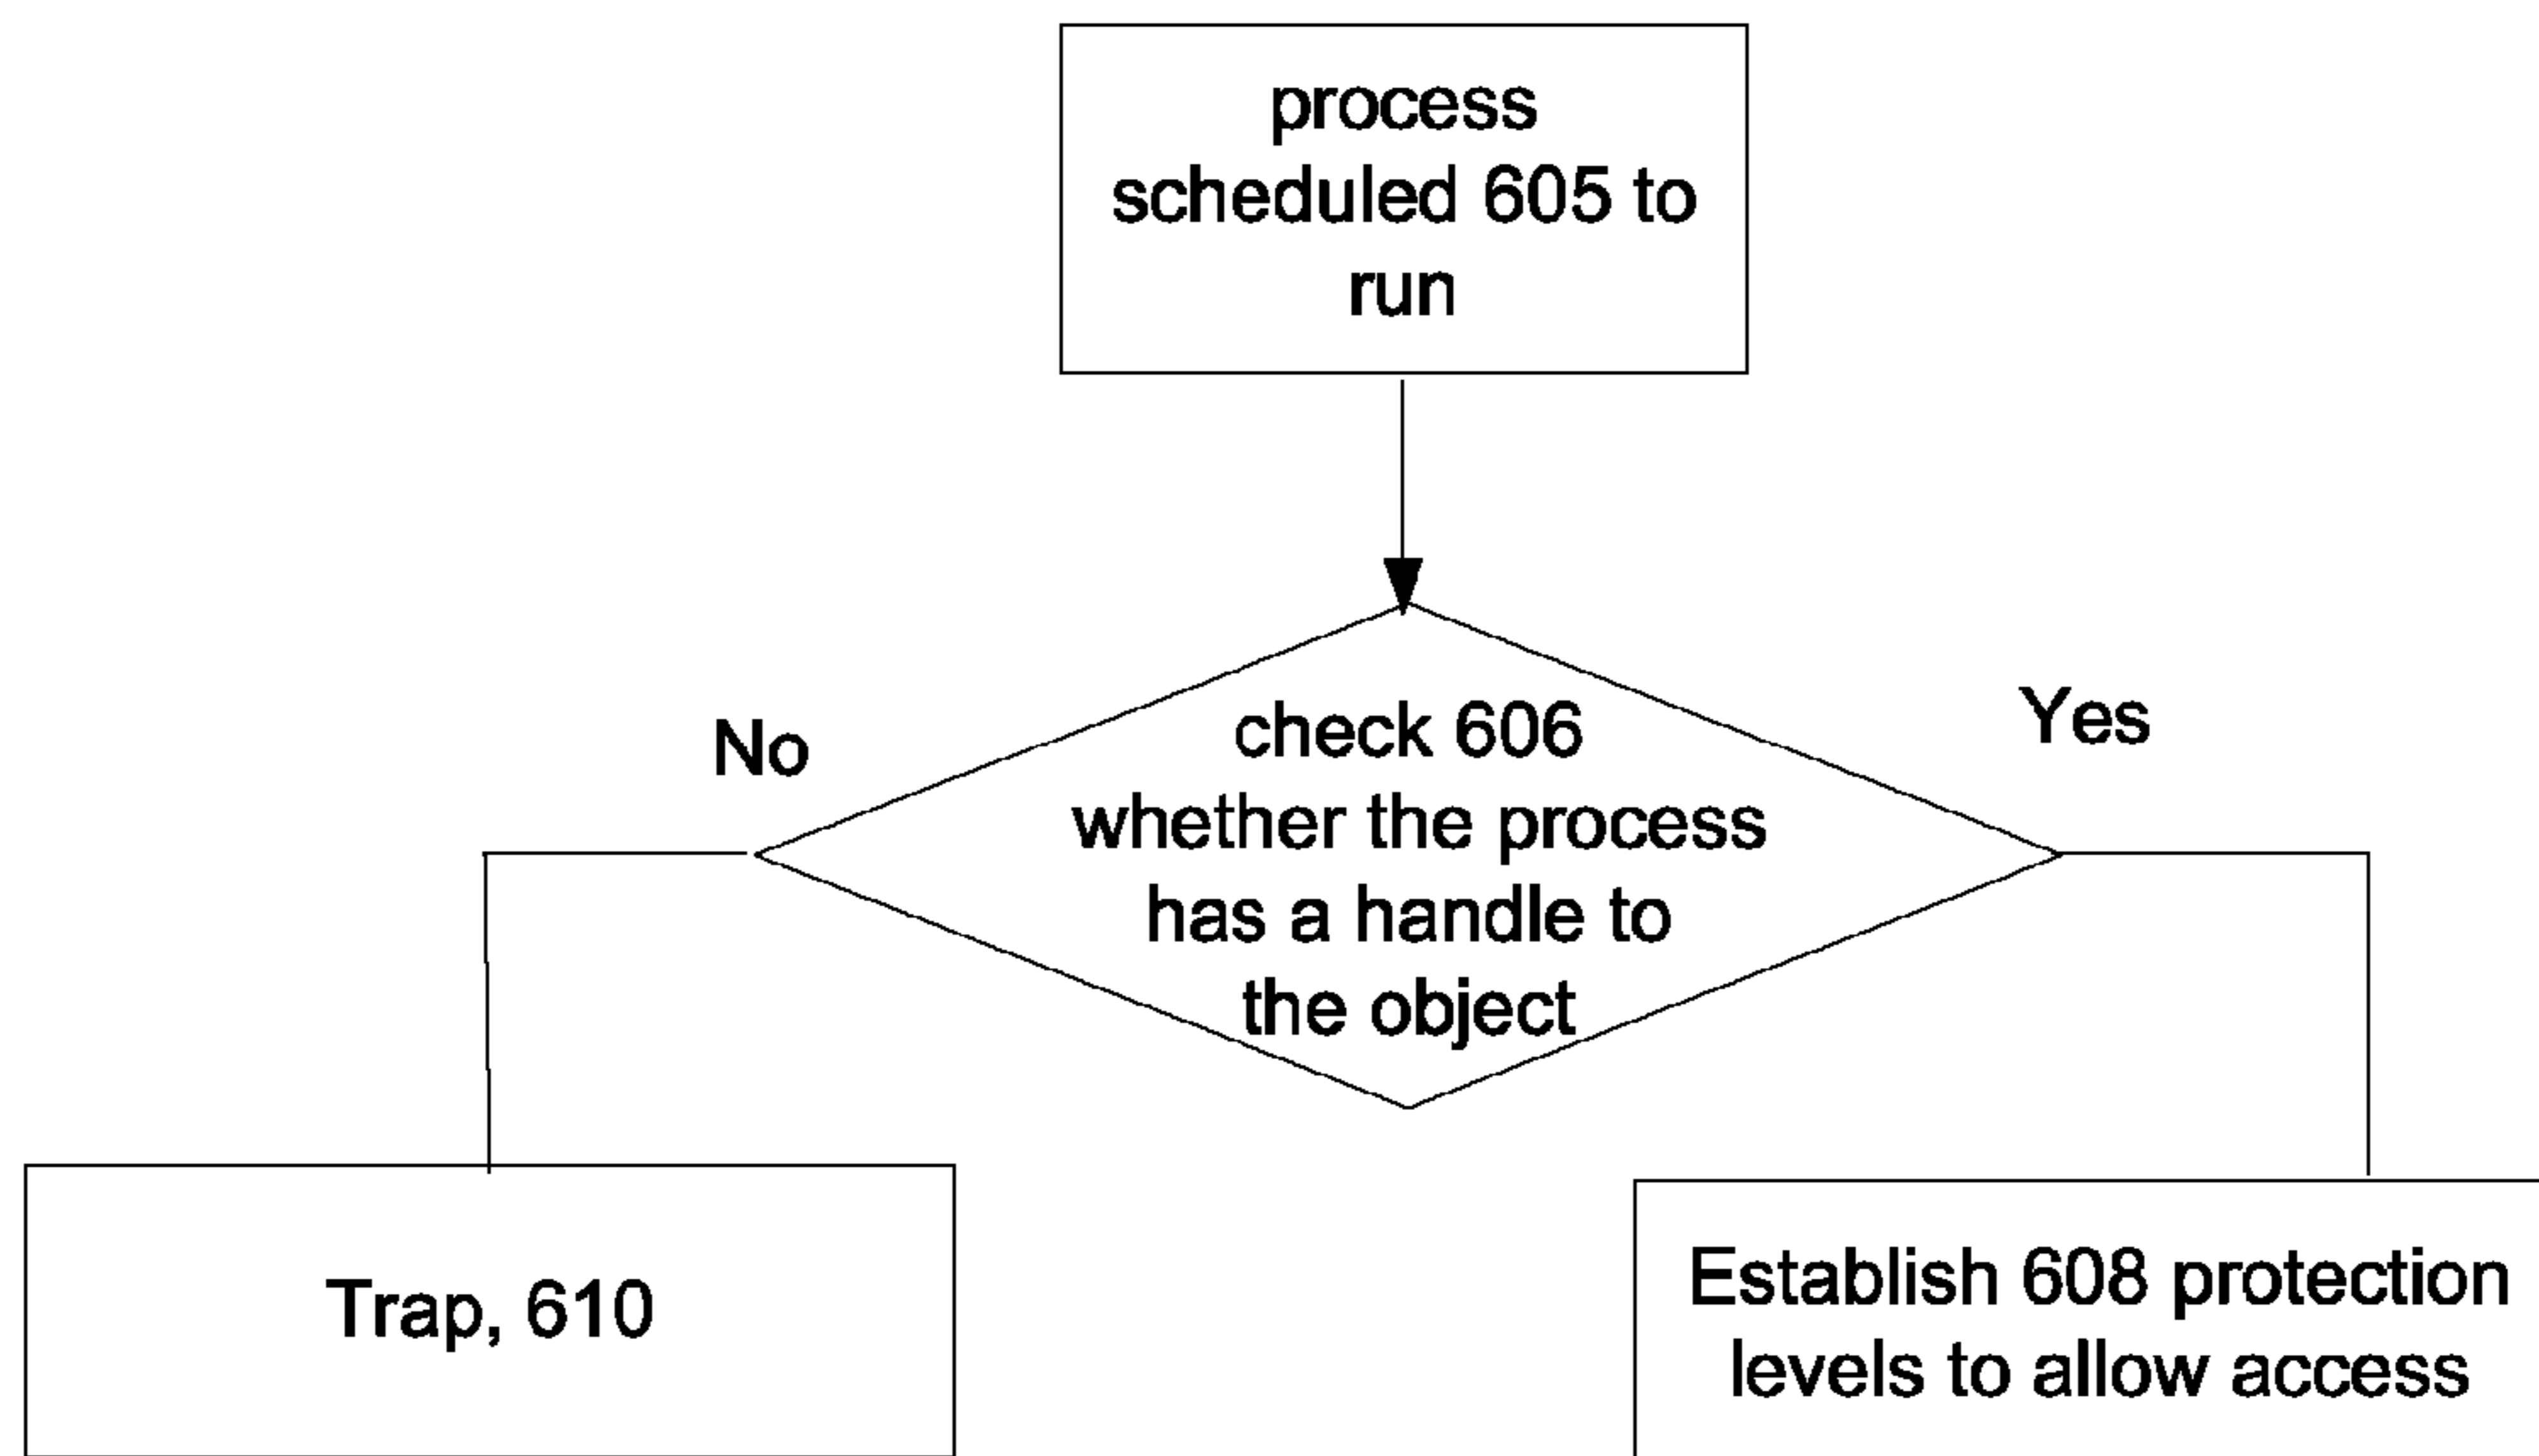 process
scheduled 605 to
run
No
Yes
check 606
whether the process
has a handle to
the object
Trap, 610
Establish 608 protection
levels to allow access